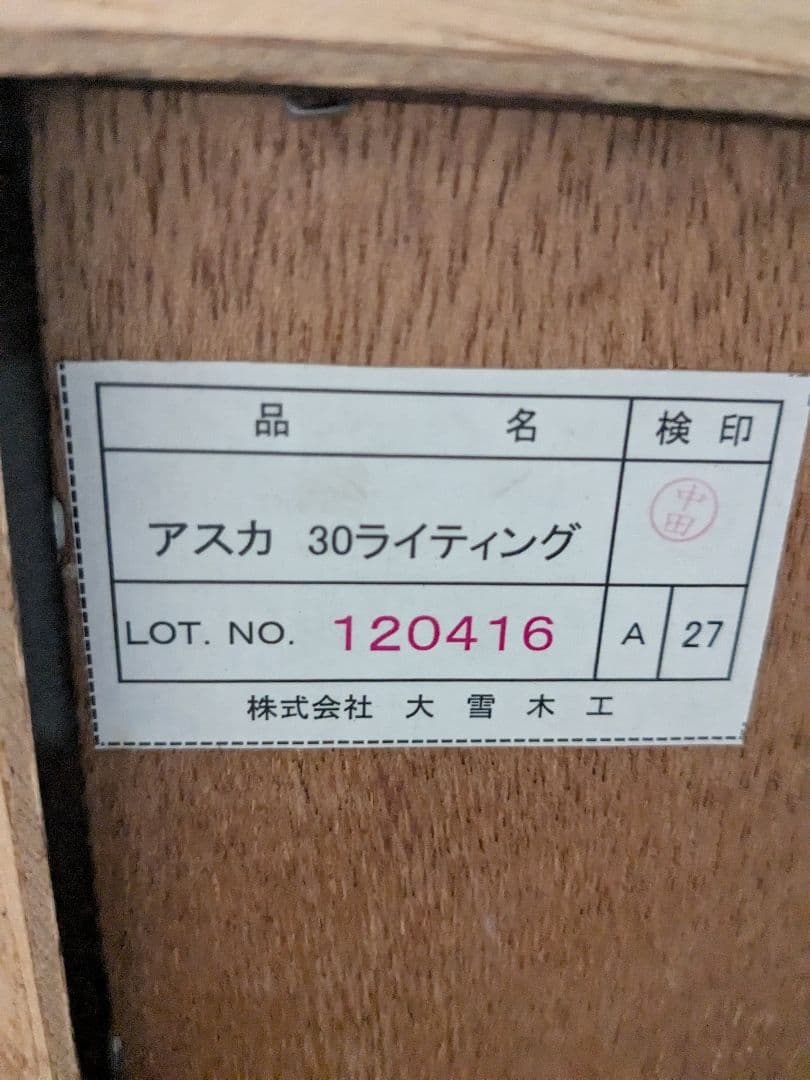 品 名 検 印
アスカ 30ライティング
中田
LOT. NO. 120416 A 27
株式会社 大 雪 木 工